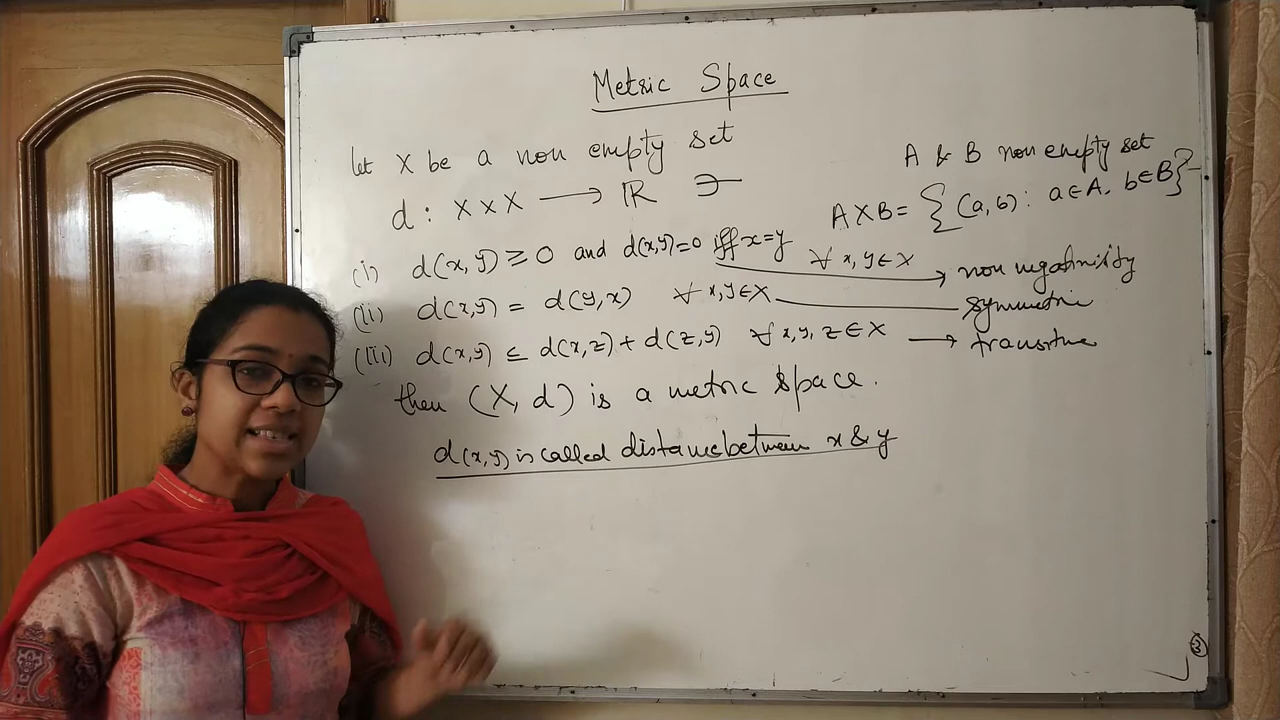 Metric Space
let X be a non empty set
d : X x X → ℝ ∋
(i) d(x, y) ≥ 0 and d(x,y)=0 iff x=y ∀ x, y ∈ X → non negativity
(ii) d(x,y) = d(y,x) ∀ x,y ∈ X symmetric
(iii) d(x,y) ≤ d(x,z) + d(z,y) ∀ x, y, z ∈ X → transitive
then (X, d) is a metric space.
d(x,y) is called distance between x & y
A & B non empty set
A X B = { (a, b) : a ∈ A, b ∈ B }
3